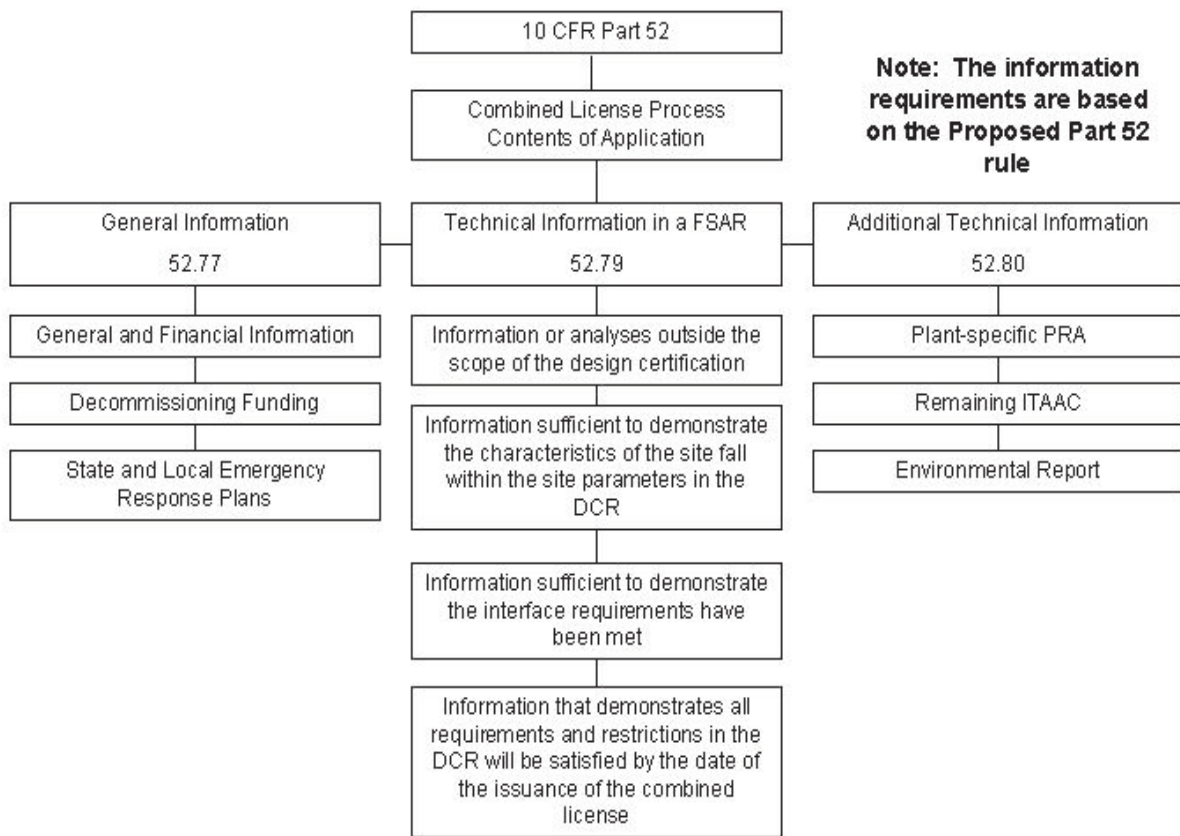 10 CFR Part 52
Note: The information
requirements are based
on the Proposed Part 52
rule
Combined License Process
Contents of Application
General Information
52.77
Technical Information in a FSAR
52.79
Additional Technical Information
52.80
General and Financial Information
Decommissioning Funding
State and Local Emergency
Response Plans
Information or analyses outside the
scope of the design certification
Information sufficient to demonstrate
the characteristics of the site fall
within the site parameters in the
DCR
Information sufficient to demonstrate
the interface requirements have
been met
Information that demonstrates all
requirements and restrictions in the
DCR will be satisfied by the date of
the issuance of the combined
license
Plant-specific PRA
Remaining ITAAC
Environmental Report